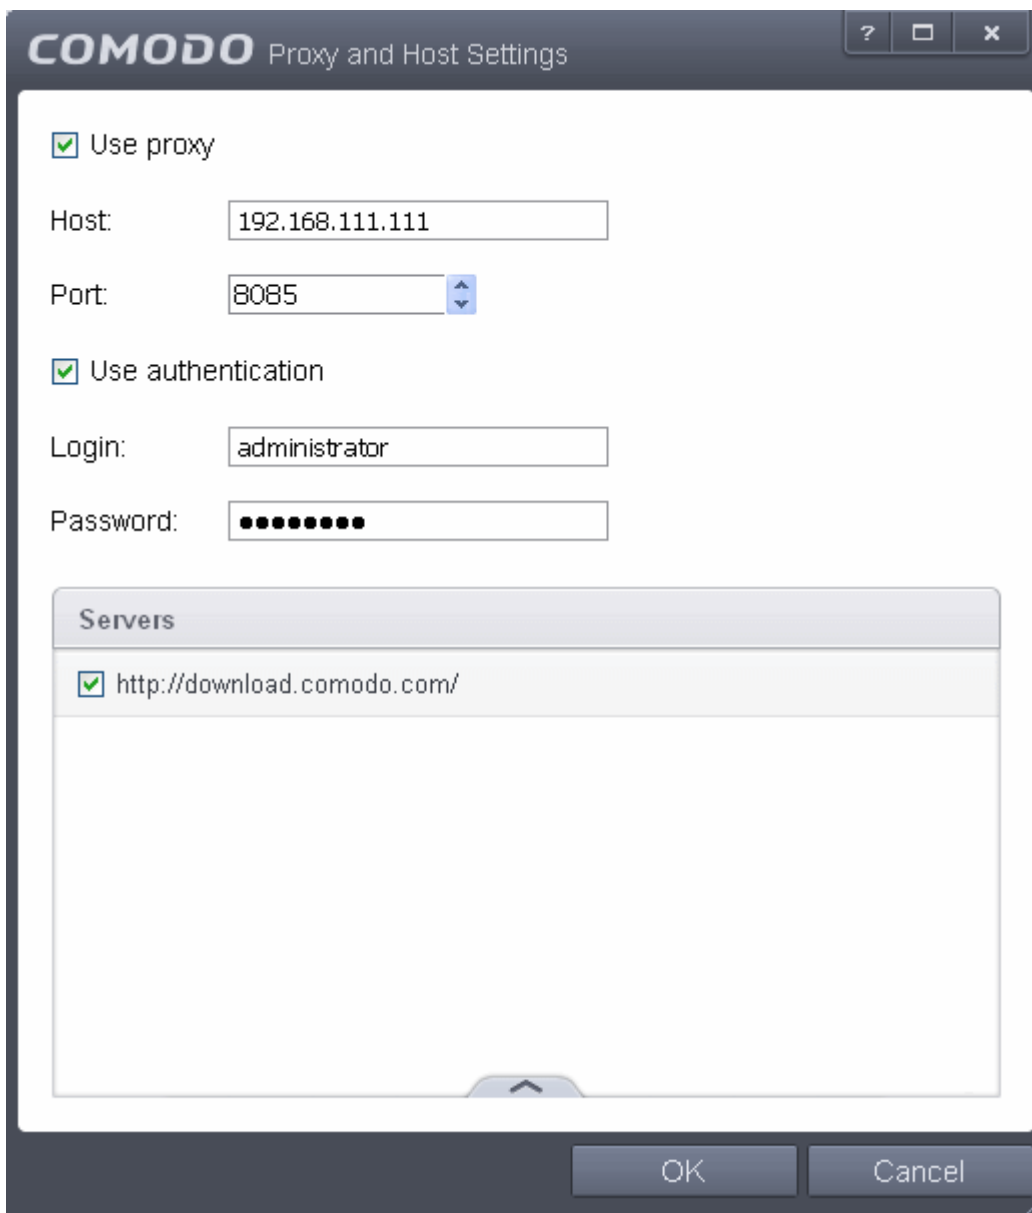 COMODO Proxy and Host Settings ?
Use proxy
Host: 192.168.111.111
Port: 8085
Use authentication
Login: administrator
Password: ●●●●●●●●
Servers
http://download.comodo.com/
OK Cancel